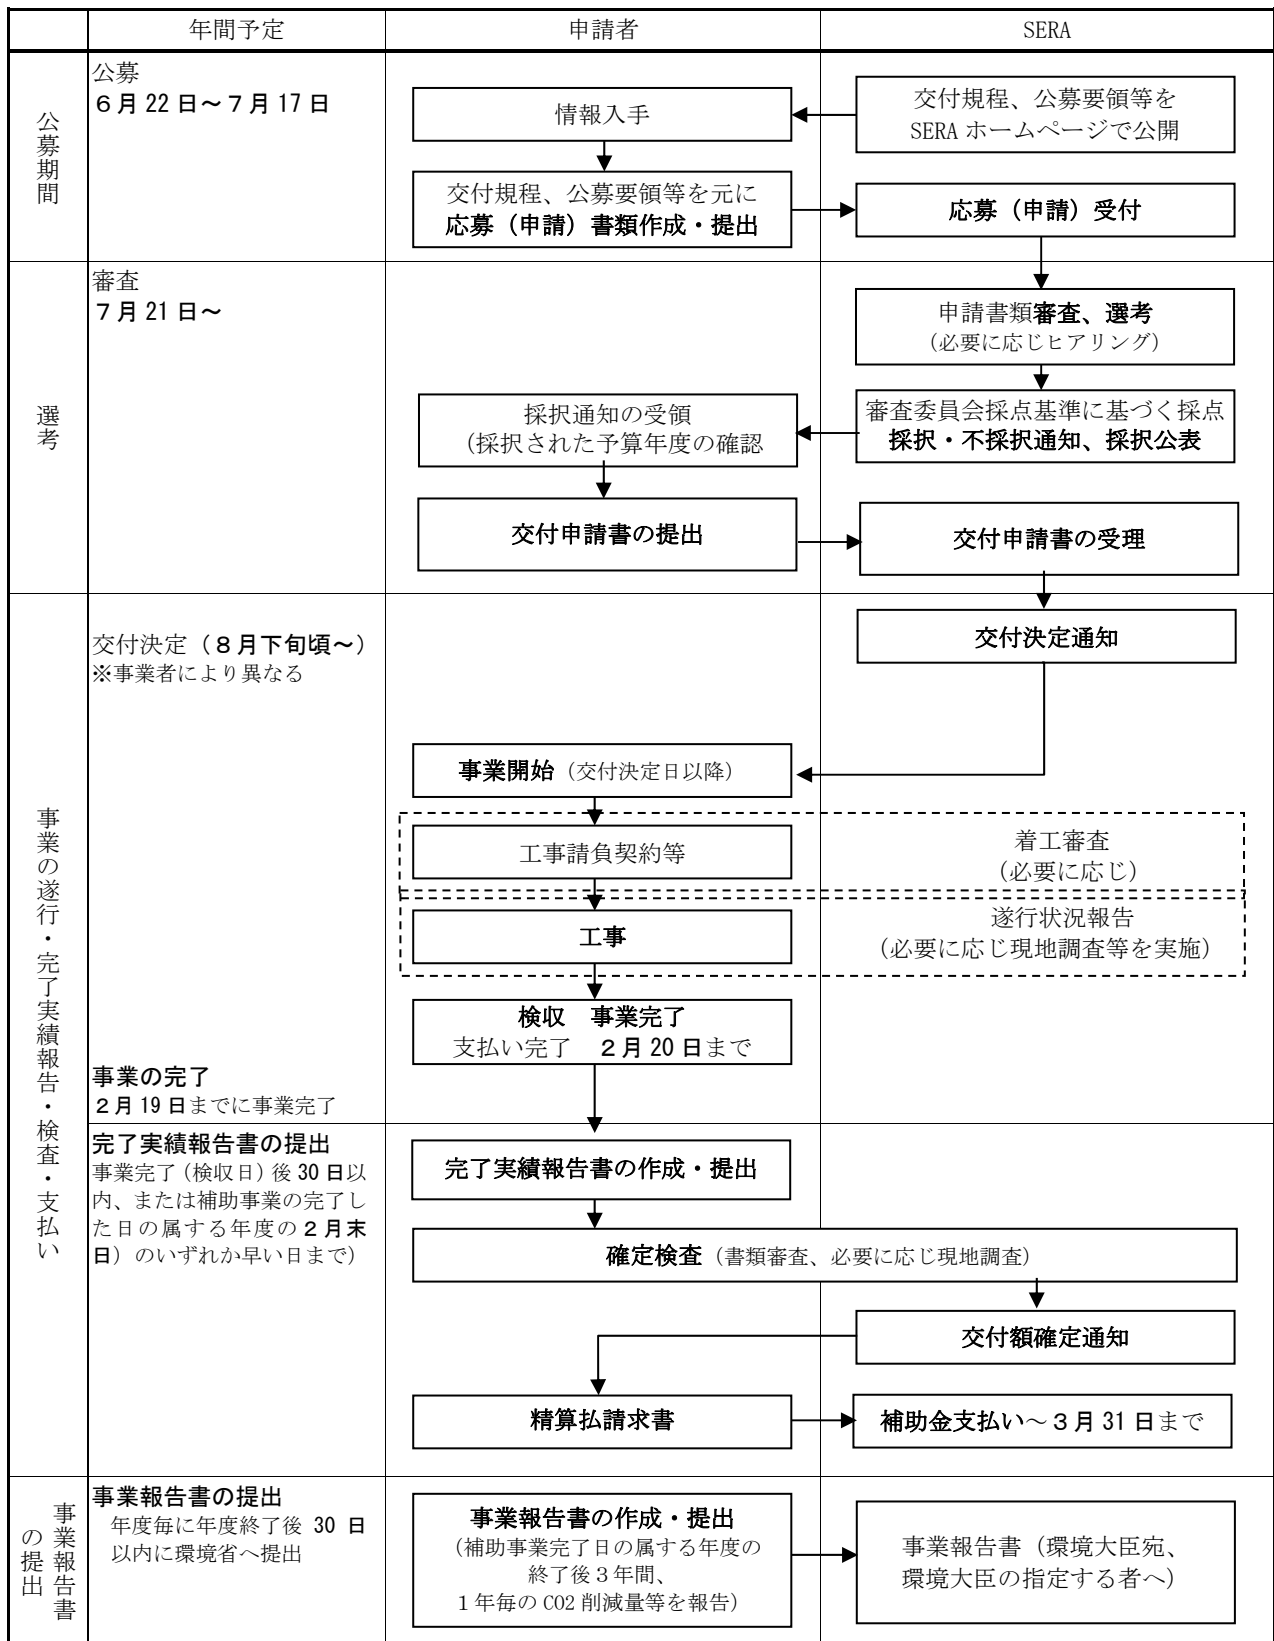 年間予定
申請者
SERA
公募期間
公募
６月 22 日～７月 17 日
情報入手
交付規程、公募要領等を
SERA ホームページで公開
交付規程、公募要領等を元に
応募（申請）書類作成・提出
応募（申請）受付
選考
審査
７月 21 日～
申請書類審査、選考
（必要に応じヒアリング）
採択通知の受領
（採択された予算年度の確認
審査委員会採点基準に基づく採点
採択・不採択通知、採択公表
交付申請書の提出
交付申請書の受理
事業の遂行・完了実績報告・検査・支払い
交付決定（８月下旬頃～）
※事業者により異なる
交付決定通知
事業開始（交付決定日以降）
工事請負契約等
着工審査
（必要に応じ）
工事
遂行状況報告
（必要に応じ現地調査等を実施）
検収　事業完了
支払い完了　２月 20 日まで
事業の完了
２月 19 日までに事業完了
完了実績報告書の提出
事業完了（検収日）後 30 日以
内、または補助事業の完了し
た日の属する年度の２月末
日）のいずれか早い日まで）
完了実績報告書の作成・提出
確定検査（書類審査、必要に応じ現地調査）
交付額確定通知
精算払請求書
補助金支払い～３月 31 日まで
事業報告書
の提出
事業報告書の提出
年度毎に年度終了後 30 日
以内に環境省へ提出
事業報告書の作成・提出
（補助事業完了日の属する年度の
終了後３年間、
１年毎の CO2 削減量等を報告）
事業報告書（環境大臣宛、
環境大臣の指定する者へ）